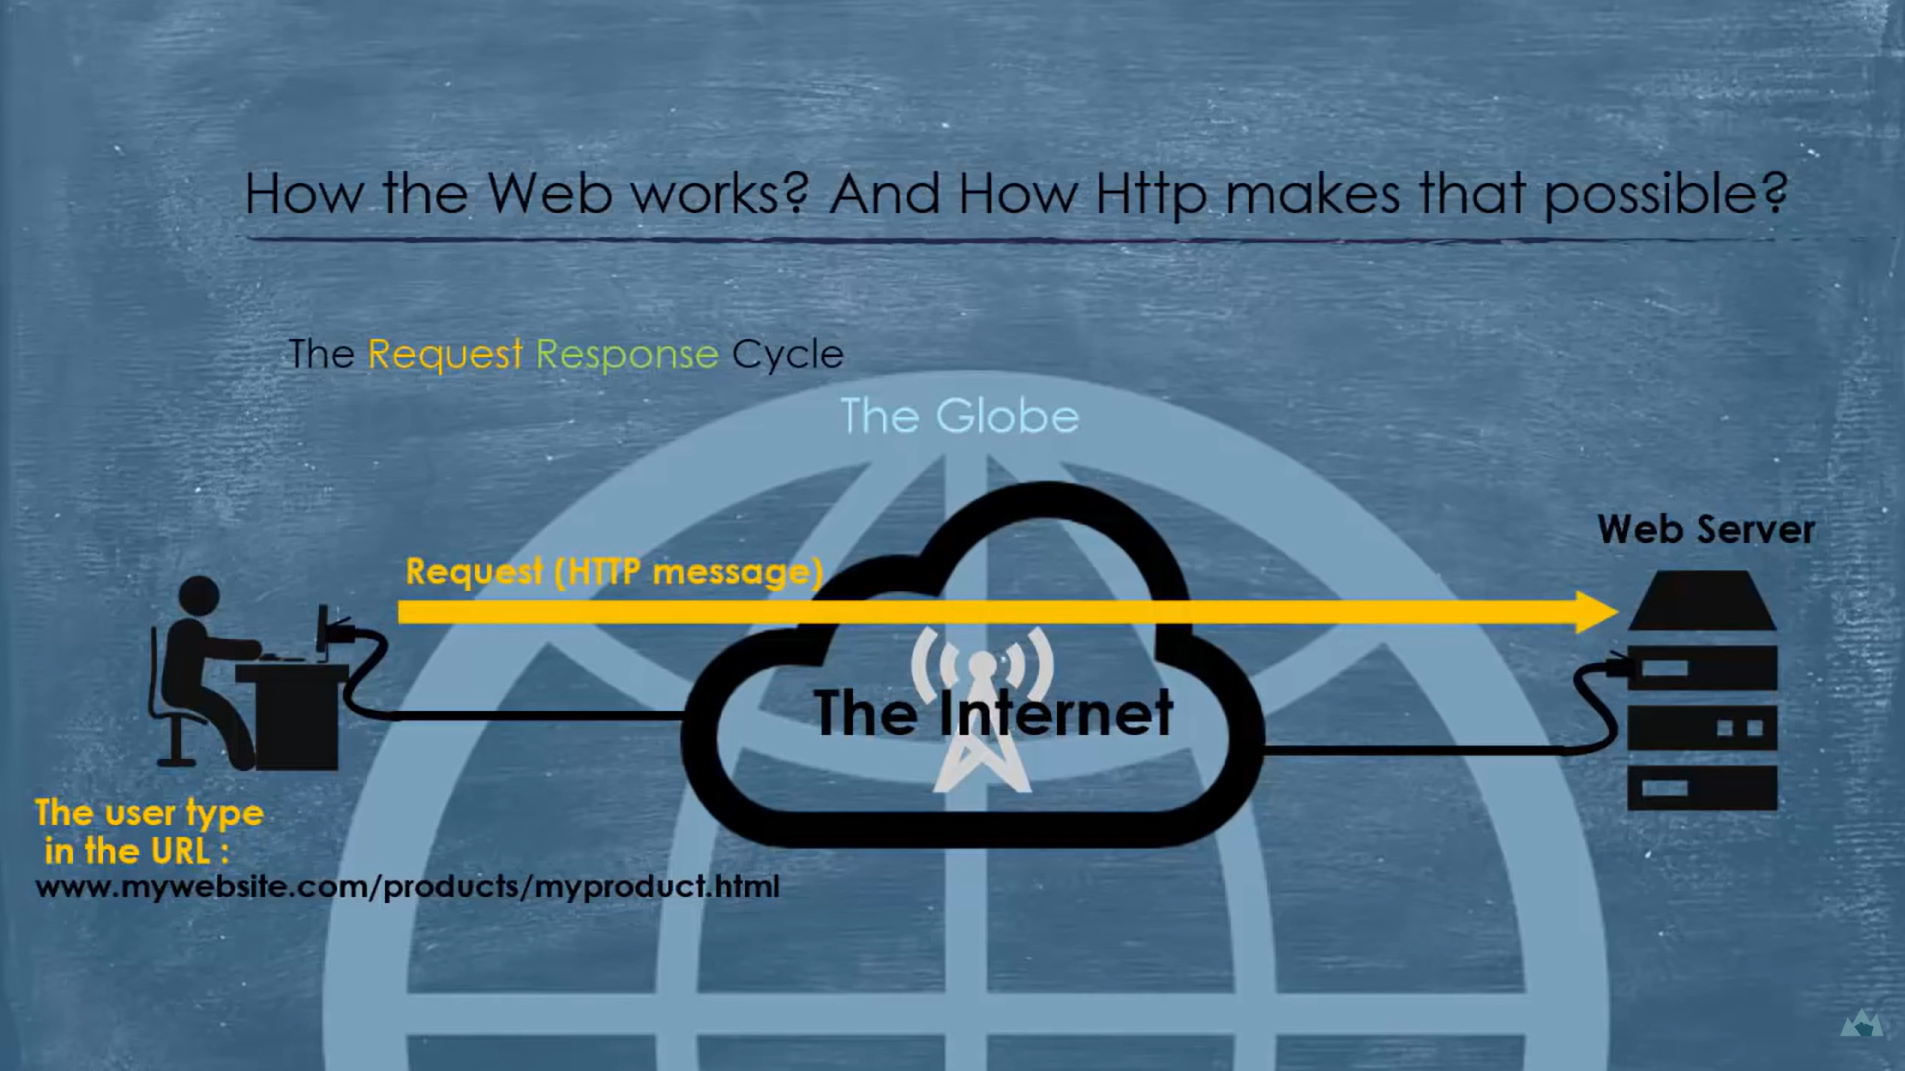 How the Web works? And How Http makes that possible?
The Request Response Cycle
The Globe
Web Server
Request (HTTP message)
The Internet
The user type
in the URL :
www.mywebsite.com/products/myproduct.html